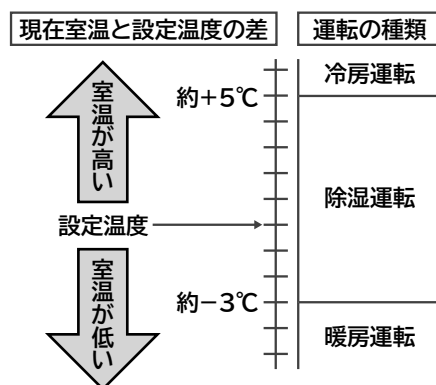 現在室温と設定温度の差
運転の種類
室温が高い
約+5℃
冷房運転
除湿運転
設定温度
室温が低い
約−3℃
暖房運転